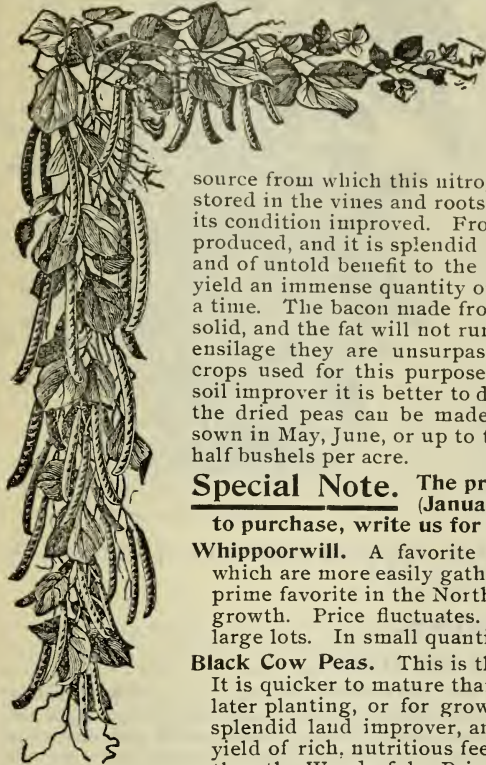 source from which this nitro
stored in the vines and roots
its condition improved. Fro
produced, and it is splendid
and of untold benefit to the
yield an immense quantity o
a time. The bacon made fro
solid, and the fat will not rur
ensilage they are unsurpas
crops used for this purpose
soil improver it is better to d
the dried peas can be made
sown in May, June, or up to t
half bushels per acre.
Special Note. The pr
(Janua
to purchase, write us for
Whippoorwill. A favorite
which are more easily gath
prime favorite in the North
growth. Price fluctuates.
large lots. In small quanti
Black Cow Peas. This is th
It is quicker to mature tha
later planting, or for grow
splendid land improver, an
yield of rich, nutritious fee